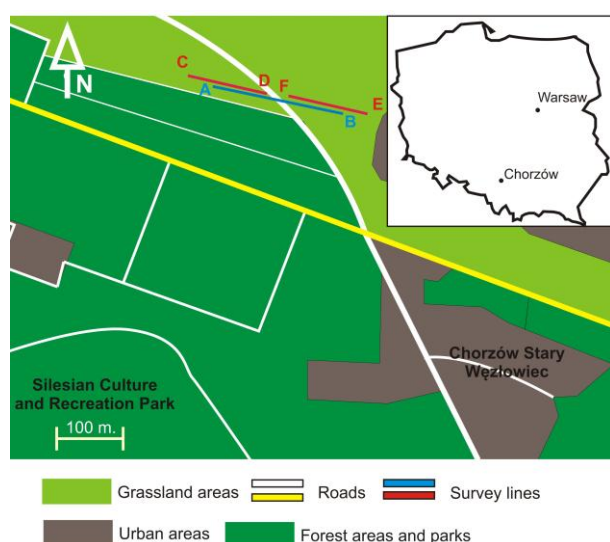 N
C
A
D
F
E
B
Warsaw
Chorzów
Chorzów Stary
Węzłowiec
Silesian Culture
and Recreation Park
100 m.
Grassland areas
Roads
Survey lines
Urban areas
Forest areas and parks